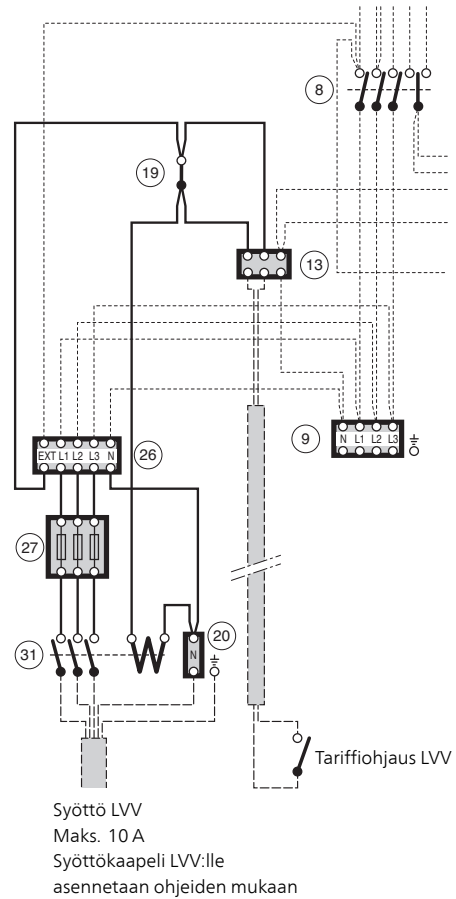 8
19
13
9
N L1 L2 L3
EXT L1 L2 L3 N
26
27
20
N
31
Tariffiohjaus LVV
Syöttö LVV
Maks. 10 A
Syöttökaapeli LVV:lle
asennetaan ohjeiden mukaan